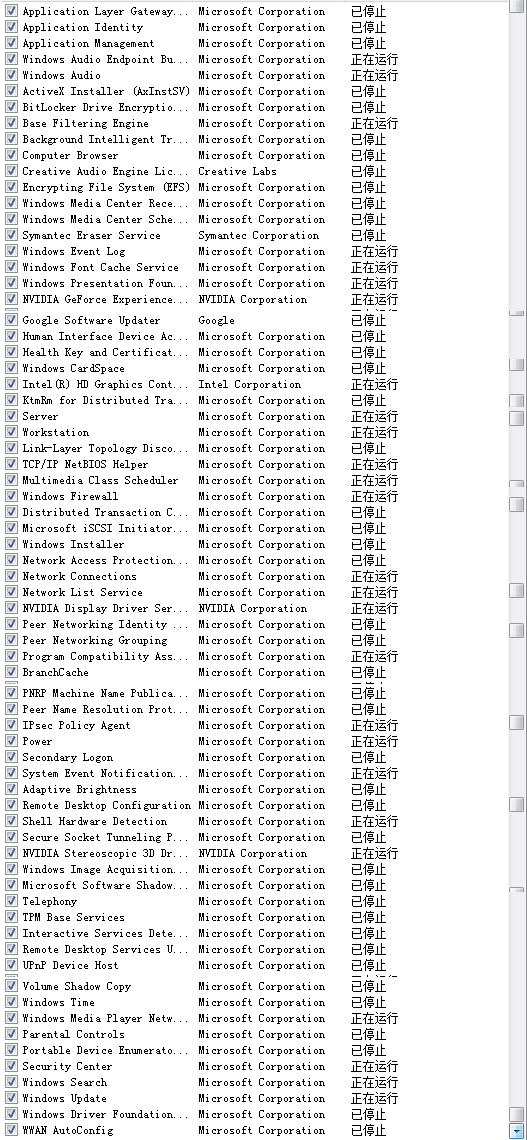 Application Layer Gateway... Microsoft Corporation 已停止
Application Identity Microsoft Corporation 已停止
Application Management Microsoft Corporation 已停止
Windows Audio Endpoint Bu... Microsoft Corporation 正在运行
Windows Audio Microsoft Corporation 正在运行
ActiveX Installer (AxInstSV) Microsoft Corporation 已停止
BitLocker Drive Encryptio... Microsoft Corporation 已停止
Base Filtering Engine Microsoft Corporation 正在运行
Background Intelligent Tr... Microsoft Corporation 已停止
Computer Browser Microsoft Corporation 已停止
Creative Audio Engine Lic... Creative Labs 已停止
Encrypting File System (EFS) Microsoft Corporation 已停止
Windows Media Center Rece... Microsoft Corporation 已停止
Windows Media Center Sche... Microsoft Corporation 已停止
Symantec Eraser Service Symantec Corporation 已停止
Windows Event Log Microsoft Corporation 正在运行
Windows Font Cache Service Microsoft Corporation 正在运行
Windows Presentation Foun... Microsoft Corporation 正在运行
NVIDIA GeForce Experience... NVIDIA Corporation 正在运行
Google Software Updater Google 已停止
Human Interface Device Ac... Microsoft Corporation 已停止
Health Key and Certificat... Microsoft Corporation 已停止
Windows CardSpace Microsoft Corporation 已停止
Intel(R) HD Graphics Cont... Intel Corporation 正在运行
KtmRm for Distributed Tra... Microsoft Corporation 已停止
Server Microsoft Corporation 正在运行
Workstation Microsoft Corporation 正在运行
Link-Layer Topology Disco... Microsoft Corporation 已停止
TCP/IP NetBIOS Helper Microsoft Corporation 正在运行
Multimedia Class Scheduler Microsoft Corporation 正在运行
Windows Firewall Microsoft Corporation 正在运行
Distributed Transaction C... Microsoft Corporation 已停止
Microsoft iSCSI Initiator... Microsoft Corporation 已停止
Windows Installer Microsoft Corporation 已停止
Network Access Protection... Microsoft Corporation 已停止
Network Connections Microsoft Corporation 正在运行
Network List Service Microsoft Corporation 正在运行
NVIDIA Display Driver Ser... NVIDIA Corporation 正在运行
Peer Networking Identity ... Microsoft Corporation 已停止
Peer Networking Grouping Microsoft Corporation 已停止
Program Compatibility Ass... Microsoft Corporation 正在运行
BranchCache Microsoft Corporation 已停止
PNRP Machine Name Publica... Microsoft Corporation 已停止
Peer Name Resolution Prot... Microsoft Corporation 已停止
IPsec Policy Agent Microsoft Corporation 正在运行
Power Microsoft Corporation 正在运行
Secondary Logon Microsoft Corporation 已停止
System Event Notification... Microsoft Corporation 正在运行
Adaptive Brightness Microsoft Corporation 已停止
Remote Desktop Configuration Microsoft Corporation 已停止
Shell Hardware Detection Microsoft Corporation 正在运行
Secure Socket Tunneling P... Microsoft Corporation 已停止
NVIDIA Stereoscopic 3D Dr... NVIDIA Corporation 正在运行
Windows Image Acquisition... Microsoft Corporation 已停止
Microsoft Software Shadow... Microsoft Corporation 已停止
Telephony Microsoft Corporation 已停止
TPM Base Services Microsoft Corporation 已停止
Interactive Services Dete... Microsoft Corporation 已停止
Remote Desktop Services U... Microsoft Corporation 已停止
UPnP Device Host Microsoft Corporation 已停止
Volume Shadow Copy Microsoft Corporation 已停止
Windows Time Microsoft Corporation 已停止
Windows Media Player Netw... Microsoft Corporation 正在运行
Parental Controls Microsoft Corporation 已停止
Portable Device Enumerato... Microsoft Corporation 已停止
Security Center Microsoft Corporation 正在运行
Windows Search Microsoft Corporation 正在运行
Windows Update Microsoft Corporation 正在运行
Windows Driver Foundation... Microsoft Corporation 已停止
WWAN AutoConfig Microsoft Corporation 已停止